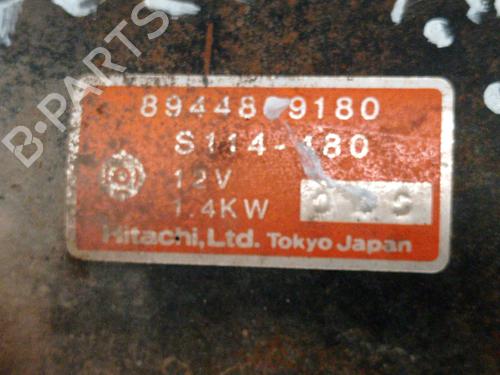 B-PARTS
89448 9180
S114-180
12V
1.4KW
Hitachi, Ltd. Tokyo Japan